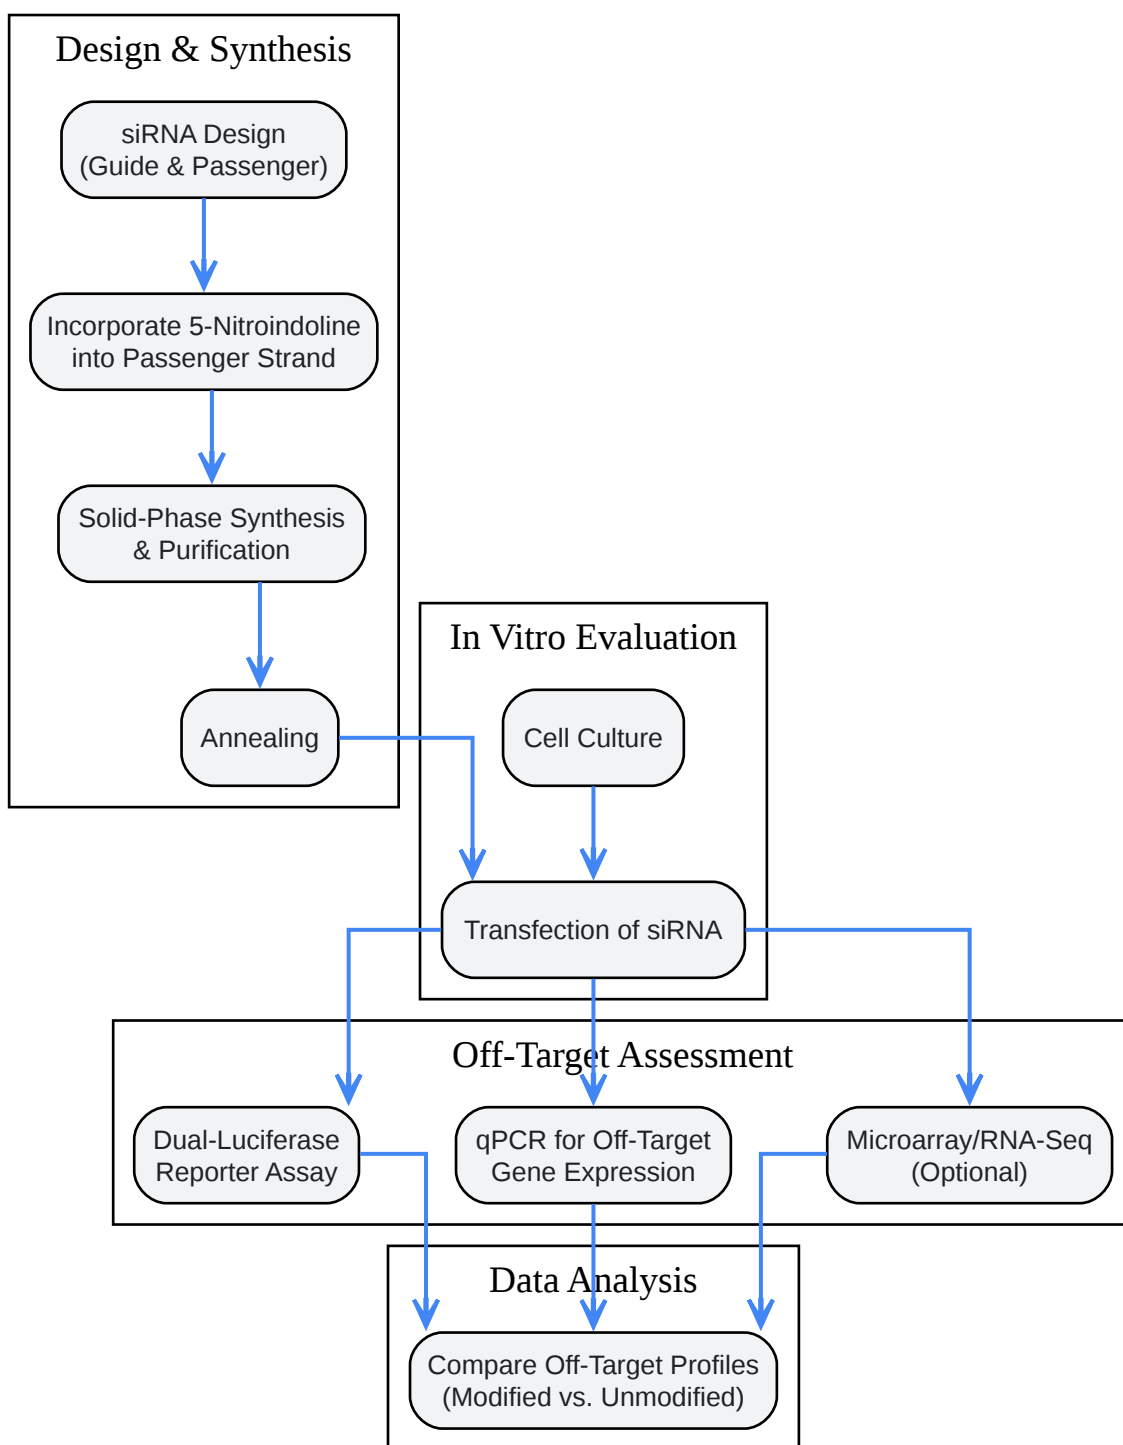 Design & Synthesis
siRNA Design
(Guide & Passenger)
Incorporate 5-Nitroindoline
into Passenger Strand
Solid-Phase Synthesis
& Purification
Annealing
In Vitro Evaluation
Cell Culture
Transfection of siRNA
Off-Target Assessment
Dual-Luciferase
Reporter Assay
qPCR for Off-Target
Gene Expression
Microarray/RNA-Seq
(Optional)
Data Analysis
Compare Off-Target Profiles
(Modified vs. Unmodified)